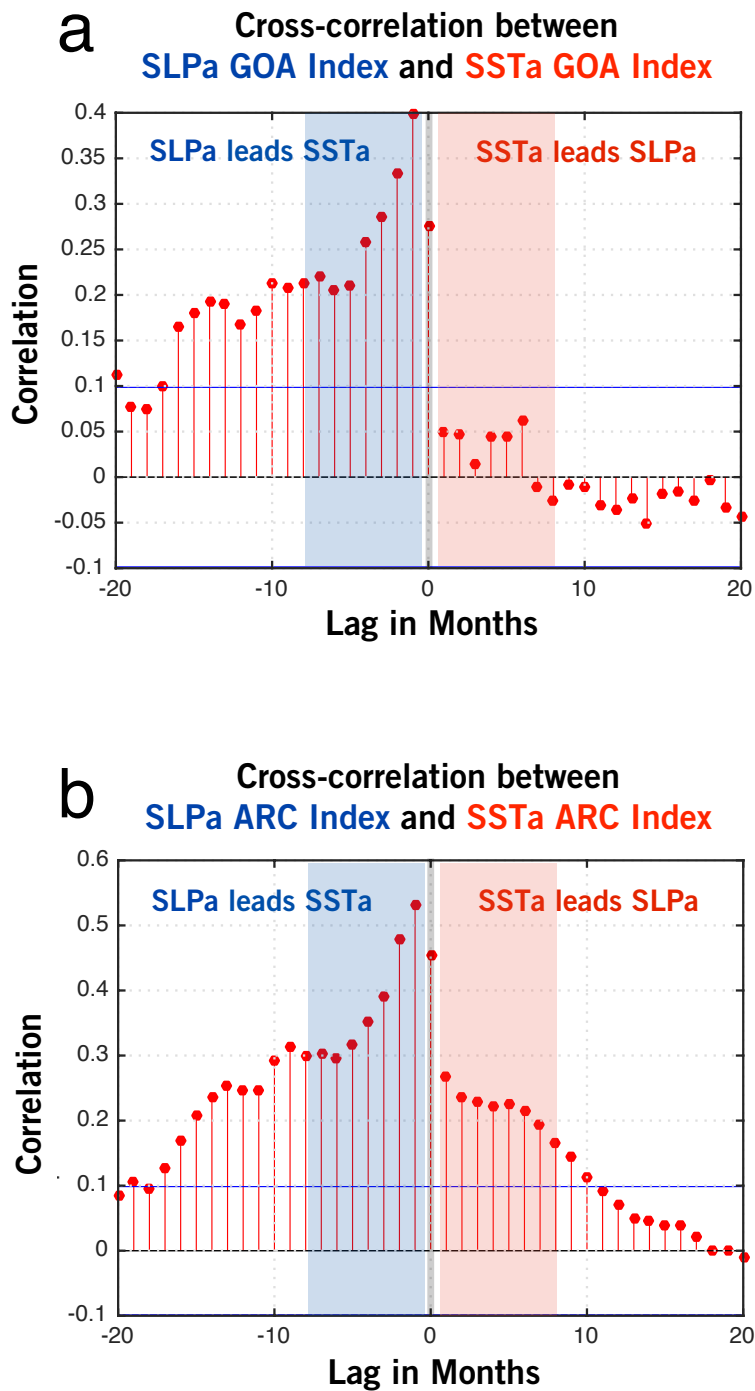 a
Cross-correlation between
SLPa GOA Index and SSTa GOA Index
0.4
0.35
0.3
0.25
0.2
0.15
0.1
0.05
0
-0.05
-0.1
SLPa leads SSTa
SSTa leads SLPa
Correlation
-20
-10
0
10
20
Lag in Months
b
Cross-correlation between
SLPa ARC Index and SSTa ARC Index
0.6
0.5
0.4
0.3
0.2
0.1
0
-0.1
SLPa leads SSTa
SSTa leads SLPa
Correlation
-20
-10
0
10
20
Lag in Months